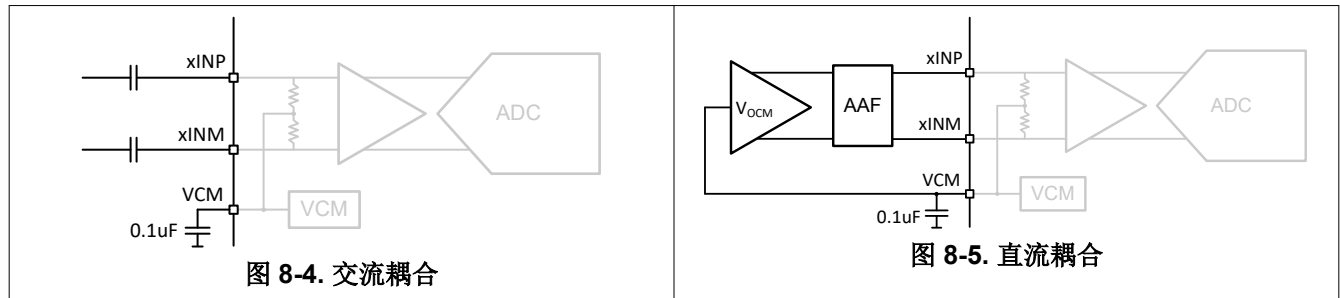 xINP
xINM
VCM
0.1uF
VCM
ADC
图 8-4. 交流耦合
VOCM
AAF
xINP
xINM
VCM
0.1uF
VCM
ADC
图 8-5. 直流耦合